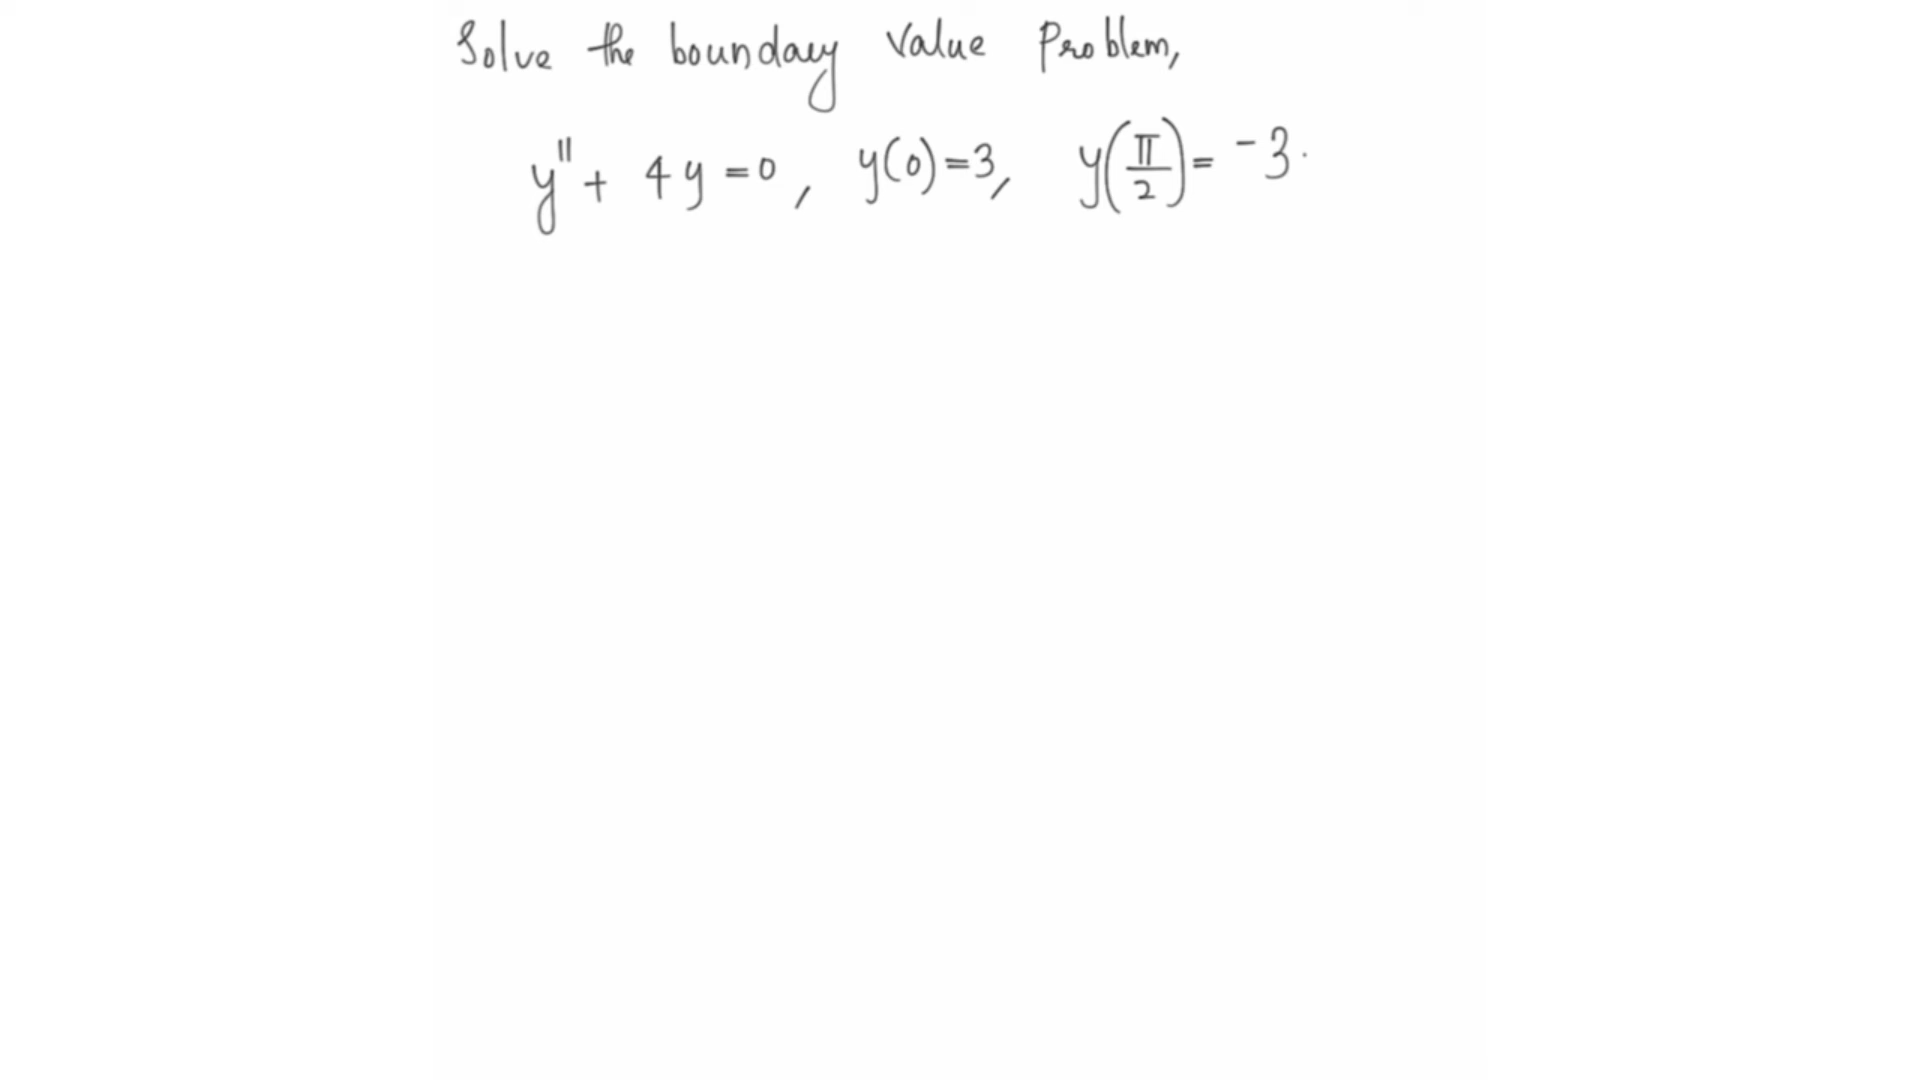 Solve the boundary value Problem,
y'' + 4y = 0, y(0) = 3, y(π/2) = -3.